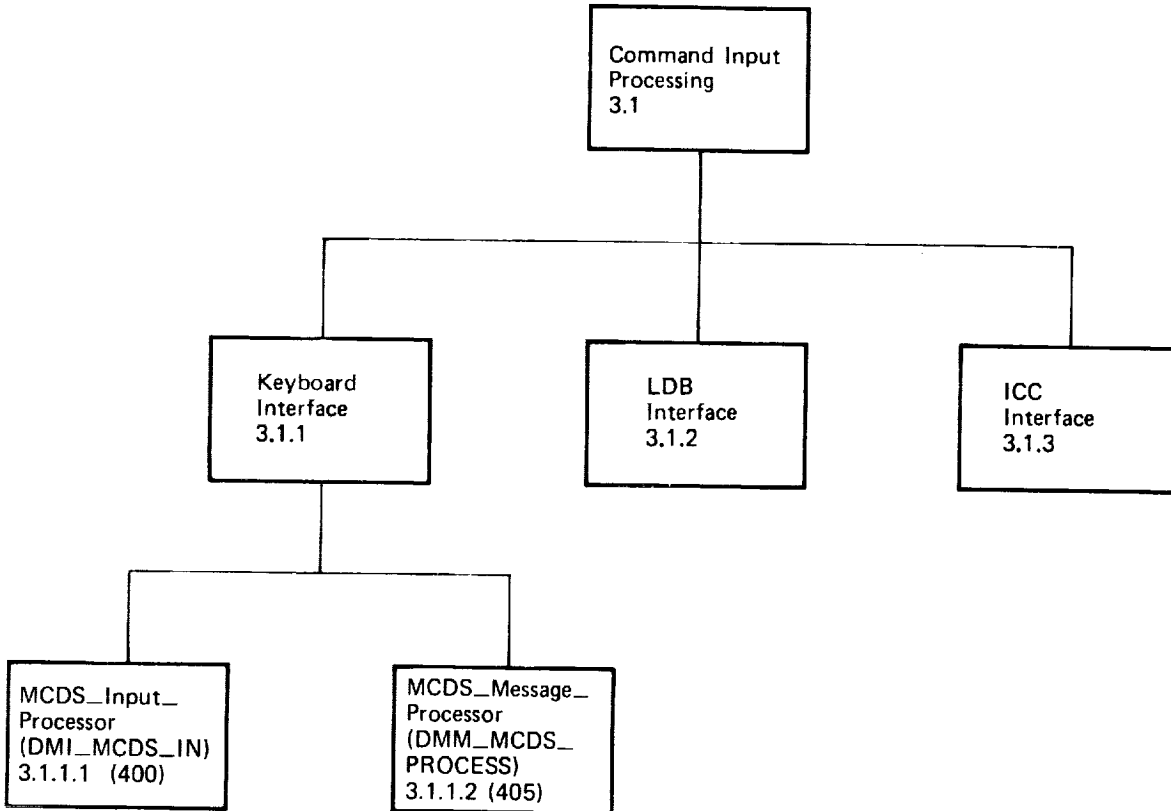 Command Input
Processing
3.1
Keyboard
Interface
3.1.1
LDB
Interface
3.1.2
ICC
Interface
3.1.3
MCDS_Input_
Processor
(DMI_MCDS_IN)
3.1.1.1 (400)
MCDS_Message_
Processor
(DMM_MCDS_
PROCESS)
3.1.1.2 (405)